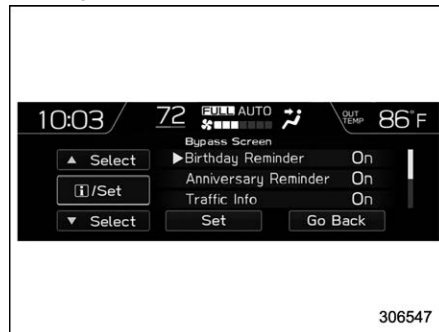 10:03 72 FULL AUTO OUT TEMP 86°F
Bypass Screen
▲ Select ▶Birthday Reminder On
i/Set Anniversary Reminder On
Traffic Info On
▼ Select Set Go Back
306547